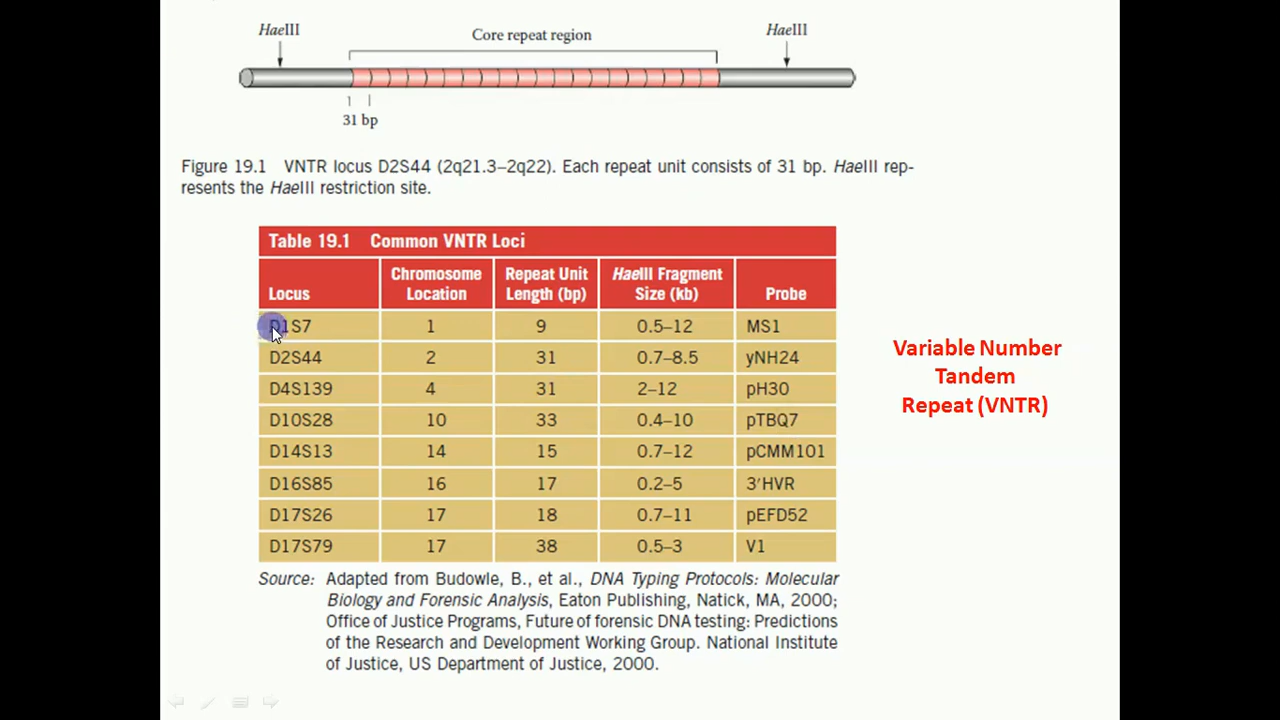 HaeIII Core repeat region HaeIII
31 bp
Figure 19.1 VNTR locus D2S44 (2q21.3–2q22). Each repeat unit consists of 31 bp. HaeIII rep-
resents the HaeIII restriction site.
Table 19.1 Common VNTR Loci
Locus Chromosome Location Repeat Unit Length (bp) HaeIII Fragment Size (kb) Probe
D1S7 1 9 0.5–12 MS1
D2S44 2 31 0.7–8.5 yNH24
D4S139 4 31 2–12 pH30
D10S28 10 33 0.4–10 pTBQ7
D14S13 14 15 0.7–12 pCMM101
D16S85 16 17 0.2–5 3′HVR
D17S26 17 18 0.7–11 pEFD52
D17S79 17 38 0.5–3 V1
Source: Adapted from Budowle, B., et al., DNA Typing Protocols: Molecular
Biology and Forensic Analysis, Eaton Publishing, Natick, MA, 2000;
Office of Justice Programs, Future of forensic DNA testing: Predictions
of the Research and Development Working Group. National Institute
of Justice, US Department of Justice, 2000.
Variable Number
Tandem
Repeat (VNTR)